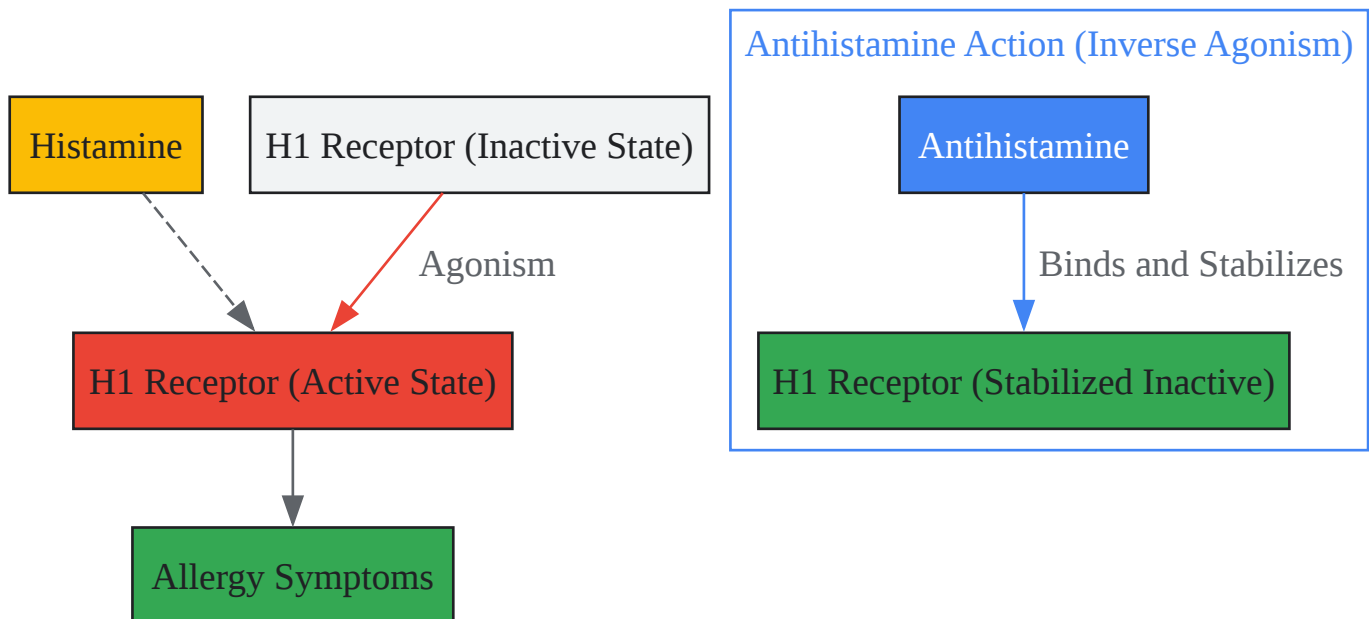 Antihistamine Action (Inverse Agonism)
Histamine
H1 Receptor (Inactive State)
Antihistamine
Agonism
Binds and Stabilizes
H1 Receptor (Active State)
H1 Receptor (Stabilized Inactive)
Allergy Symptoms